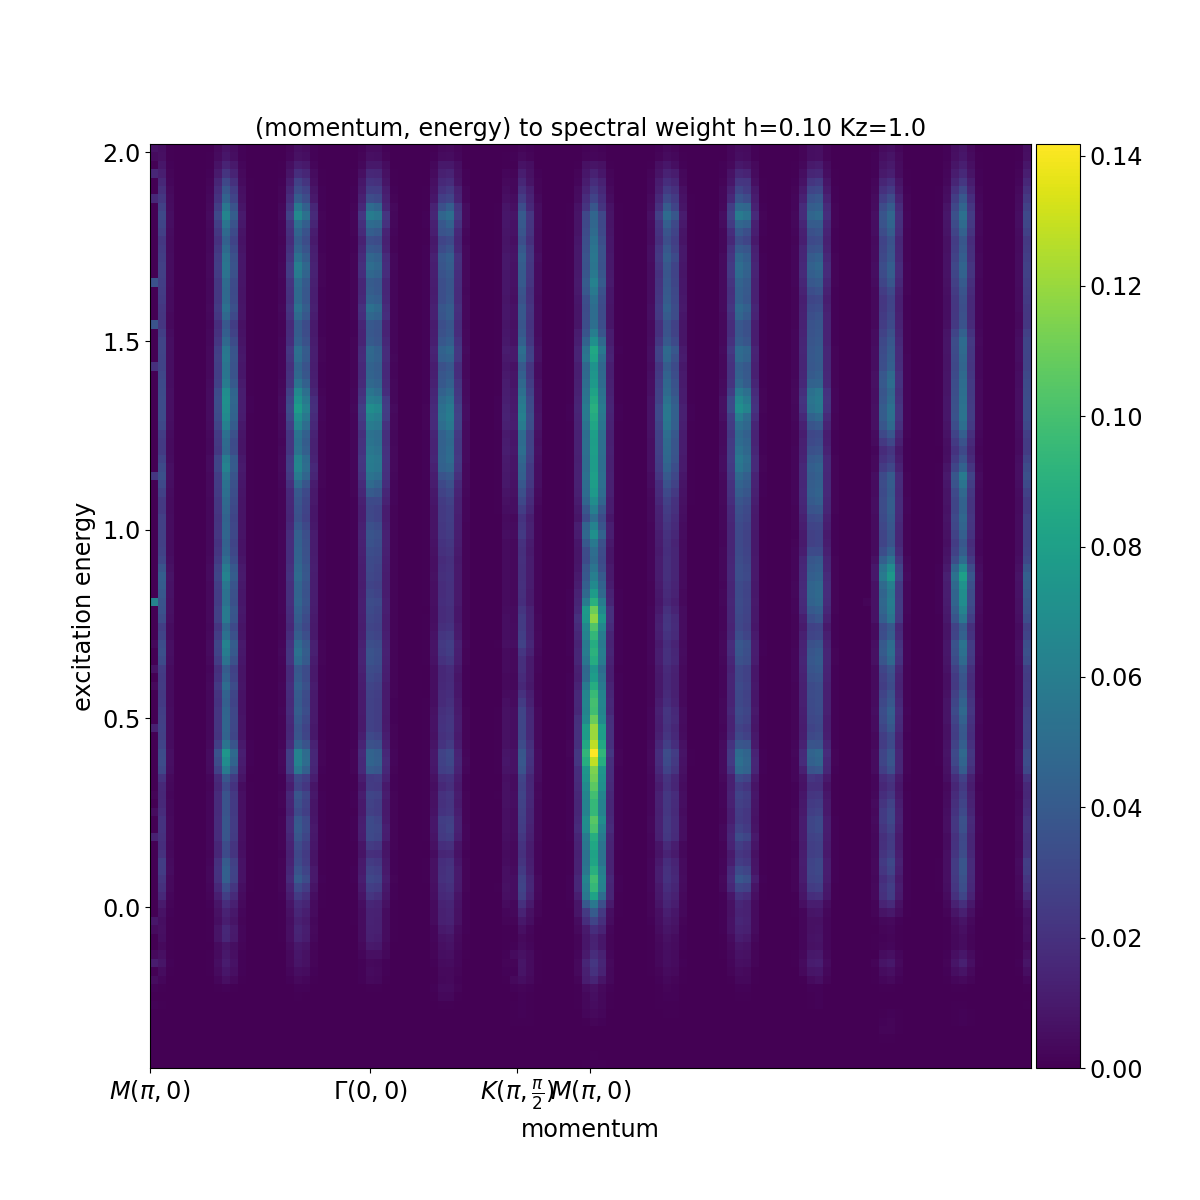 (momentum, energy) to spectral weight h=0.10 Kz=1.0
2.0
1.5
1.0
0.5
0.0
excitation energy
0.14
0.12
0.10
0.08
0.06
0.04
0.02
0.00
M(π, 0)
Γ(0, 0)
K(π, π/2)
M(π, 0)
momentum